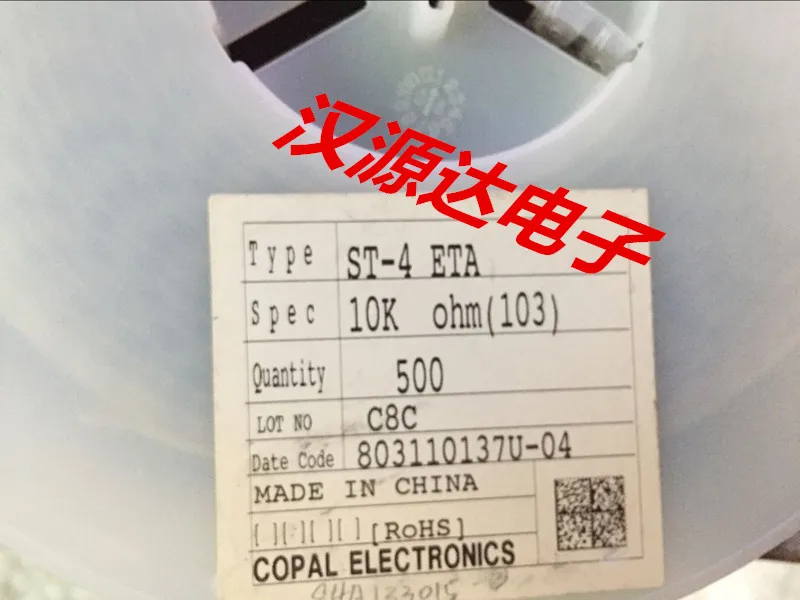 汉源达电子
Type ST-4 ETA
Spec 10K ohm(103)
Quantity 500
LOT NO C8C
Date Code 803110137U-04
MADE IN CHINA
[ ][ ][ ][ ][RoHS]
COPAL ELECTRONICS